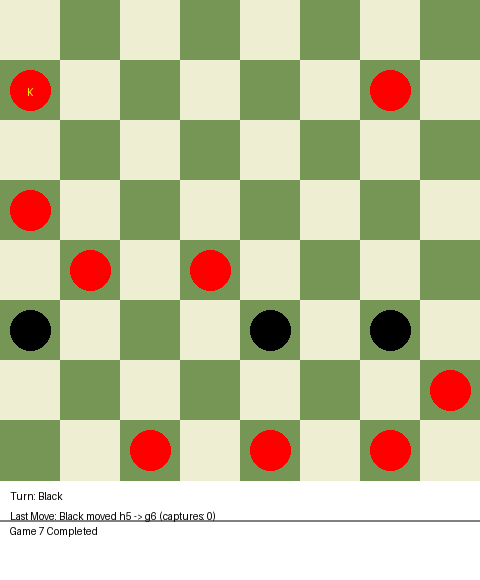 K
Turn: Black
Last Move: Black moved h5 -> g6 (captures: 0)
Game 7 Completed